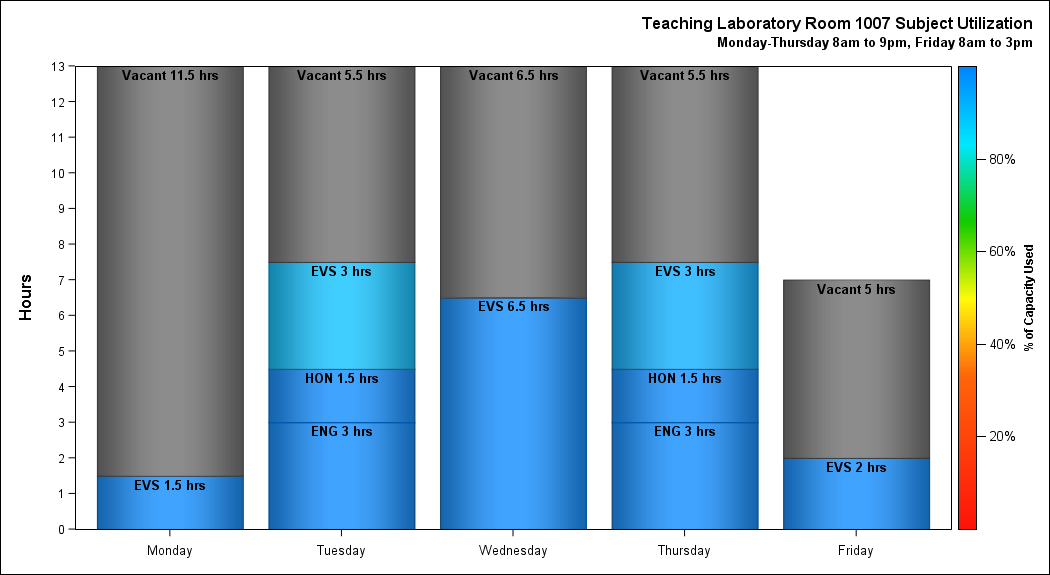 Teaching Laboratory Room 1007 Subject Utilization
Monday-Thursday 8am to 9pm, Friday 8am to 3pm
Hours
13
12
11
10
9
8
7
6
5
4
3
2
1
0
Vacant 11.5 hrs
EVS 1.5 hrs
Vacant 5.5 hrs
EVS 3 hrs
HON 1.5 hrs
ENG 3 hrs
Vacant 6.5 hrs
EVS 6.5 hrs
Vacant 5.5 hrs
EVS 3 hrs
HON 1.5 hrs
ENG 3 hrs
Vacant 5 hrs
EVS 2 hrs
Monday
Tuesday
Wednesday
Thursday
Friday
80%
60%
40%
20%
% of Capacity Used